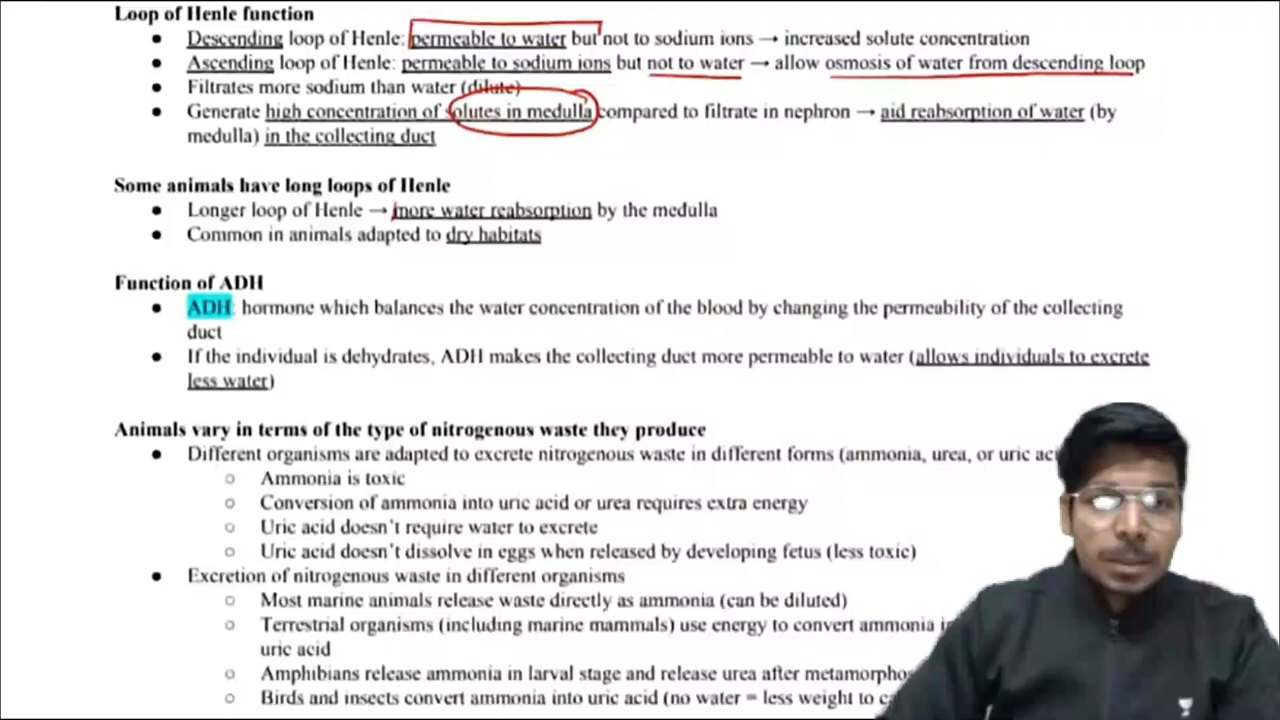 Loop of Henle function
● Descending loop of Henle: permeable to water but not to sodium ions → increased solute concentration
● Ascending loop of Henle: permeable to sodium ions but not to water → allow osmosis of water from descending loop
● Filtrates more sodium than water (dilute)
● Generate high concentration of solutes in medulla compared to filtrate in nephron → aid reabsorption of water (by
medulla) in the collecting duct
Some animals have long loops of Henle
● Longer loop of Henle → more water reabsorption by the medulla
● Common in animals adapted to dry habitats
Function of ADH
● ADH: hormone which balances the water concentration of the blood by changing the permeability of the collecting
duct
● If the individual is dehydrates, ADH makes the collecting duct more permeable to water (allows individuals to excrete
less water)
Animals vary in terms of the type of nitrogenous waste they produce
● Different organisms are adapted to excrete nitrogenous waste in different forms (ammonia, urea, or uric
○ Ammonia is toxic
○ Conversion of ammonia into uric acid or urea requires extra energy
○ Uric acid doesn't require water to excrete
○ Uric acid doesn't dissolve in eggs when released by developing fetus (less toxic)
● Excretion of nitrogenous waste in different organisms
○ Most marine animals release waste directly as ammonia (can be diluted)
○ Terrestrial organisms (including marine mammals) use energy to convert ammonia
uric acid
○ Amphibians release ammonia in larval stage and release urea after
○ Birds and insects convert ammonia into uric acid (no water = less weight to